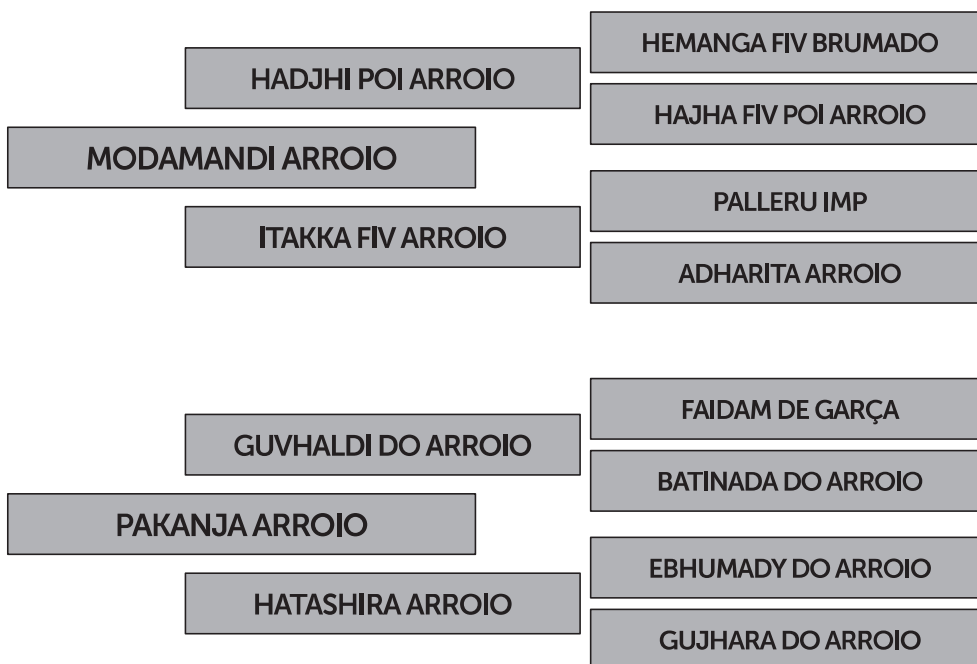 HEMANGA FIV BRUMADO
HADJHI POI ARROIO
HAJHA FIV POI ARROIO
MODAMANDI ARROIO
PALLERU IMP
ITAKKA FIV ARROIO
ADHARITA ARROIO
FAIDAM DE GARÇA
GUVHALDI DO ARROIO
BATINADA DO ARROIO
PAKANJA ARROIO
EBHUMADY DO ARROIO
HATASHIRA ARROIO
GUJHARA DO ARROIO